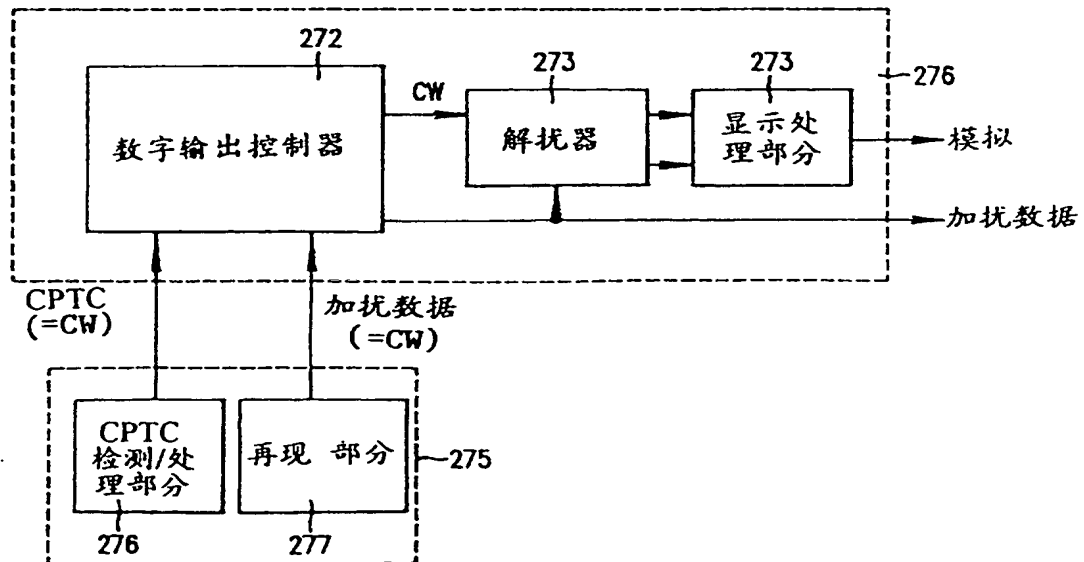 272
273
273
276
CW
数字输出控制器
解扰器
显示处
理部分
模拟
加扰数据
CPTC
(=CW)
加扰数据
(=CW)
CPTC
检测/处
理部分
再现 部分
275
276
277